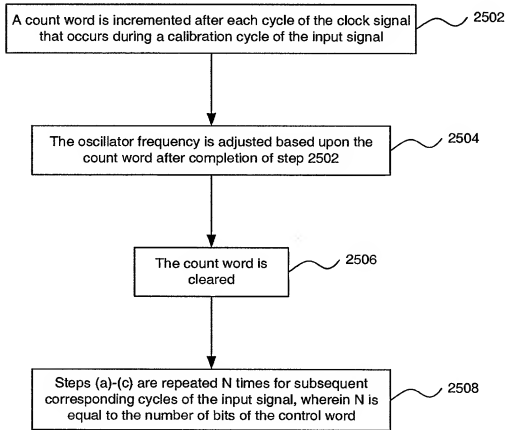 A count word is incremented after each cycle of the clock signal
that occurs during a calibration cycle of the input signal
2502
The oscillator frequency is adjusted based upon the
count word after completion of step 2502
2504
The count word is
cleared
2506
Steps (a)-(c) are repeated N times for subsequent
corresponding cycles of the input signal, wherein N is
equal to the number of bits of the control word
2508